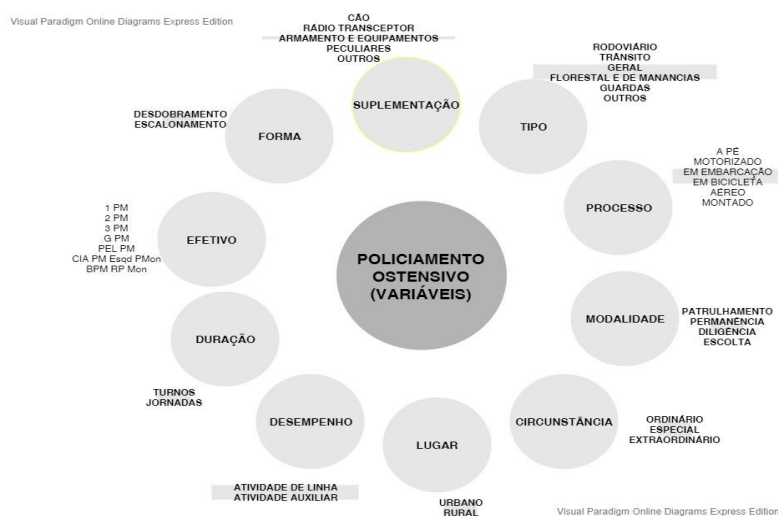 Visual Paradigm Online Diagrams Express Edition
CÃO
RÁDIO TRANSCEPTOR
ARMAMENTO E EQUIPAMENTOS
PECULIARES
OUTROS
SUPLEMENTAÇÃO
RODOVIÁRIO
TRÂNSITO
GERAL
FLORESTAL E DE MANANCIAS
GUARDAS
OUTROS
TIPO
A PÉ
MOTORIZADO
EM EMBARCAÇÃO
EM BICICLETA
AÉREO
MONTADO
PROCESSO
PATRULHAMENTO
PERMANÊNCIA
DILIGÊNCIA
ESCOLTA
MODALIDADE
ORDINÁRIO
ESPECIAL
EXTRAORDINÁRIO
CIRCUNSTÂNCIA
LUGAR
URBANO
RURAL
DESEMPENHO
ATIVIDADE DE LINHA
ATIVIDADE AUXILIAR
DURAÇÃO
TURNOS
JORNADAS
EFETIVO
1 PM
2 PM
3 PM
G PM
PEL PM
CIA PM Esqd PMon
BPM RP Mon
FORMA
DESDOBRAMENTO
ESCALONAMENTO
POLICIAMENTO
OSTENSIVO
(VARIÁVEIS)
Visual Paradigm Online Diagrams Express Edition